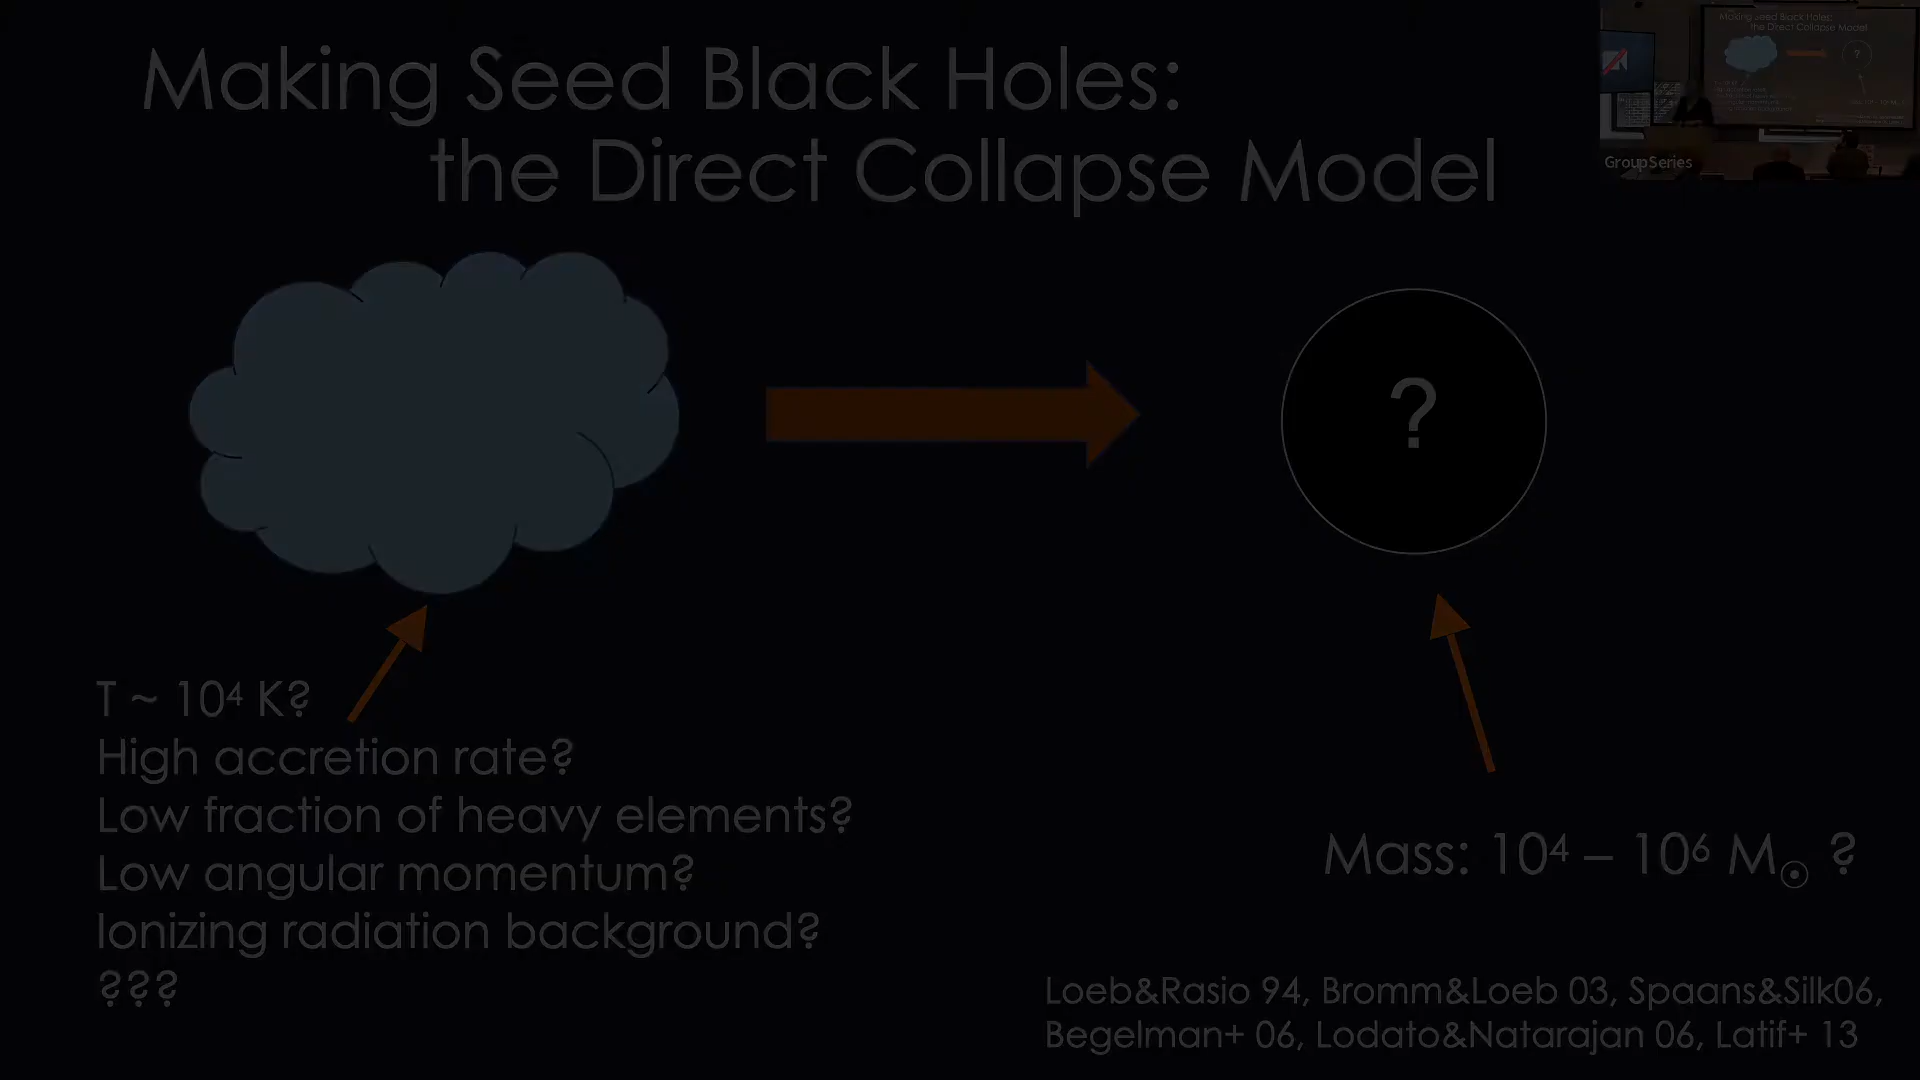 Making Seed Black Holes:
the Direct Collapse Model
GroupSeries
?
T ~ 10⁴ K?
High accretion rate?
Low fraction of heavy elements?
Low angular momentum?
Ionizing radiation background?
???
Mass: 10⁴ – 10⁶ M☉ ?
Loeb&Rasio 94, Bromm&Loeb 03, Spaans&Silk06,
Begelman+ 06, Lodato&Natarajan 06, Latif+ 13